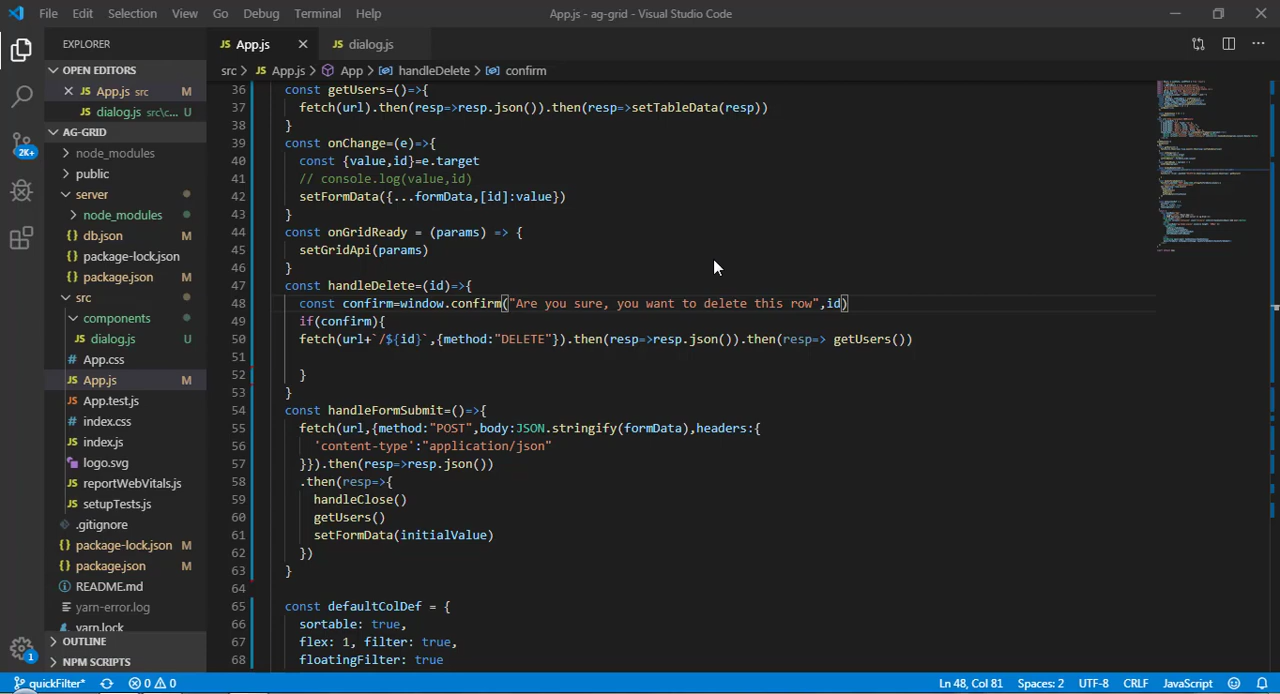 File Edit Selection View Go Debug Terminal Help App.js - ag-grid - Visual Studio Code
EXPLORER
OPEN EDITORS
App.js src M
dialog.js src\c... U
AG-GRID
node_modules
public
server
node_modules
db.json M
package-lock.json
package.json M
src
components
dialog.js U
App.css
App.js M
App.test.js
index.css
index.js
logo.svg
reportWebVitals.js
setupTests.js
.gitignore
package-lock.json M
package.json M
README.md
yarn-error.log
yarn.lock
OUTLINE
NPM SCRIPTS
2K+
1
App.js
dialog.js
src > App.js > App > handleDelete > confirm
36 const getUsers=()=>{
37 fetch(url).then(resp=>resp.json()).then(resp=>setTableData(resp))
38 }
39 const onChange=(e)=>{
40 const {value,id}=e.target
41 // console.log(value,id)
42 setFormData({...formData,[id]:value})
43 }
44 const onGridReady = (params) => {
45 setGridApi(params)
46 }
47 const handleDelete=(id)=>{
48 const confirm=window.confirm("Are you sure, you want to delete this row",id)
49 if(confirm){
50 fetch(url+`/${id}`,{method:"DELETE"}).then(resp=>resp.json()).then(resp=> getUsers())
51
52 }
53 }
54 const handleFormSubmit=()=>{
55 fetch(url,{method:"POST",body:JSON.stringify(formData),headers:{
56 'content-type':"application/json"
57 }}).then(resp=>resp.json())
58 .then(resp=>{
59 handleClose()
60 getUsers()
61 setFormData(initialValue)
62 })
63 }
64
65 const defaultColDef = {
66 sortable: true,
67 flex: 1, filter: true,
68 floatingFilter: true
quickFilter* 0 0 Ln 48, Col 81 Spaces: 2 UTF-8 CRLF JavaScript